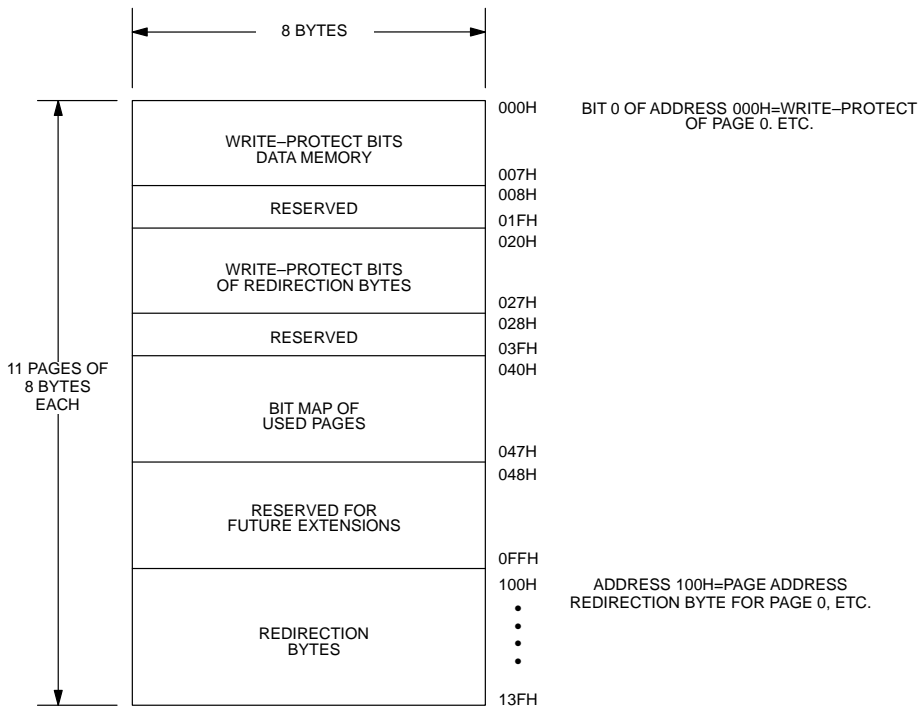 8 BYTES
000H
BIT 0 OF ADDRESS 000H=WRITE–PROTECT
OF PAGE 0. ETC.
WRITE–PROTECT BITS
DATA MEMORY
007H
008H
RESERVED
01FH
020H
WRITE–PROTECT BITS
OF REDIRECTION BYTES
027H
028H
RESERVED
03FH
11 PAGES OF
8 BYTES
EACH
040H
BIT MAP OF
USED PAGES
047H
048H
RESERVED FOR
FUTURE EXTENSIONS
0FFH
100H
ADDRESS 100H=PAGE ADDRESS
REDIRECTION BYTE FOR PAGE 0, ETC.
REDIRECTION
BYTES
13FH